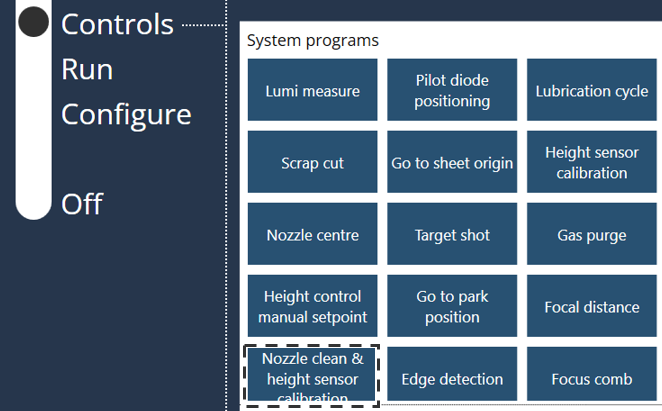 Controls
Run
Configure
Off
System programs
Lumi measure
Pilot diode
positioning
Lubrication cycle
Scrap cut
Go to sheet origin
Height sensor
calibration
Nozzle centre
Target shot
Gas purge
Height control
manual setpoint
Go to park
position
Focal distance
Nozzle clean &
height sensor
calibration
Edge detection
Focus comb